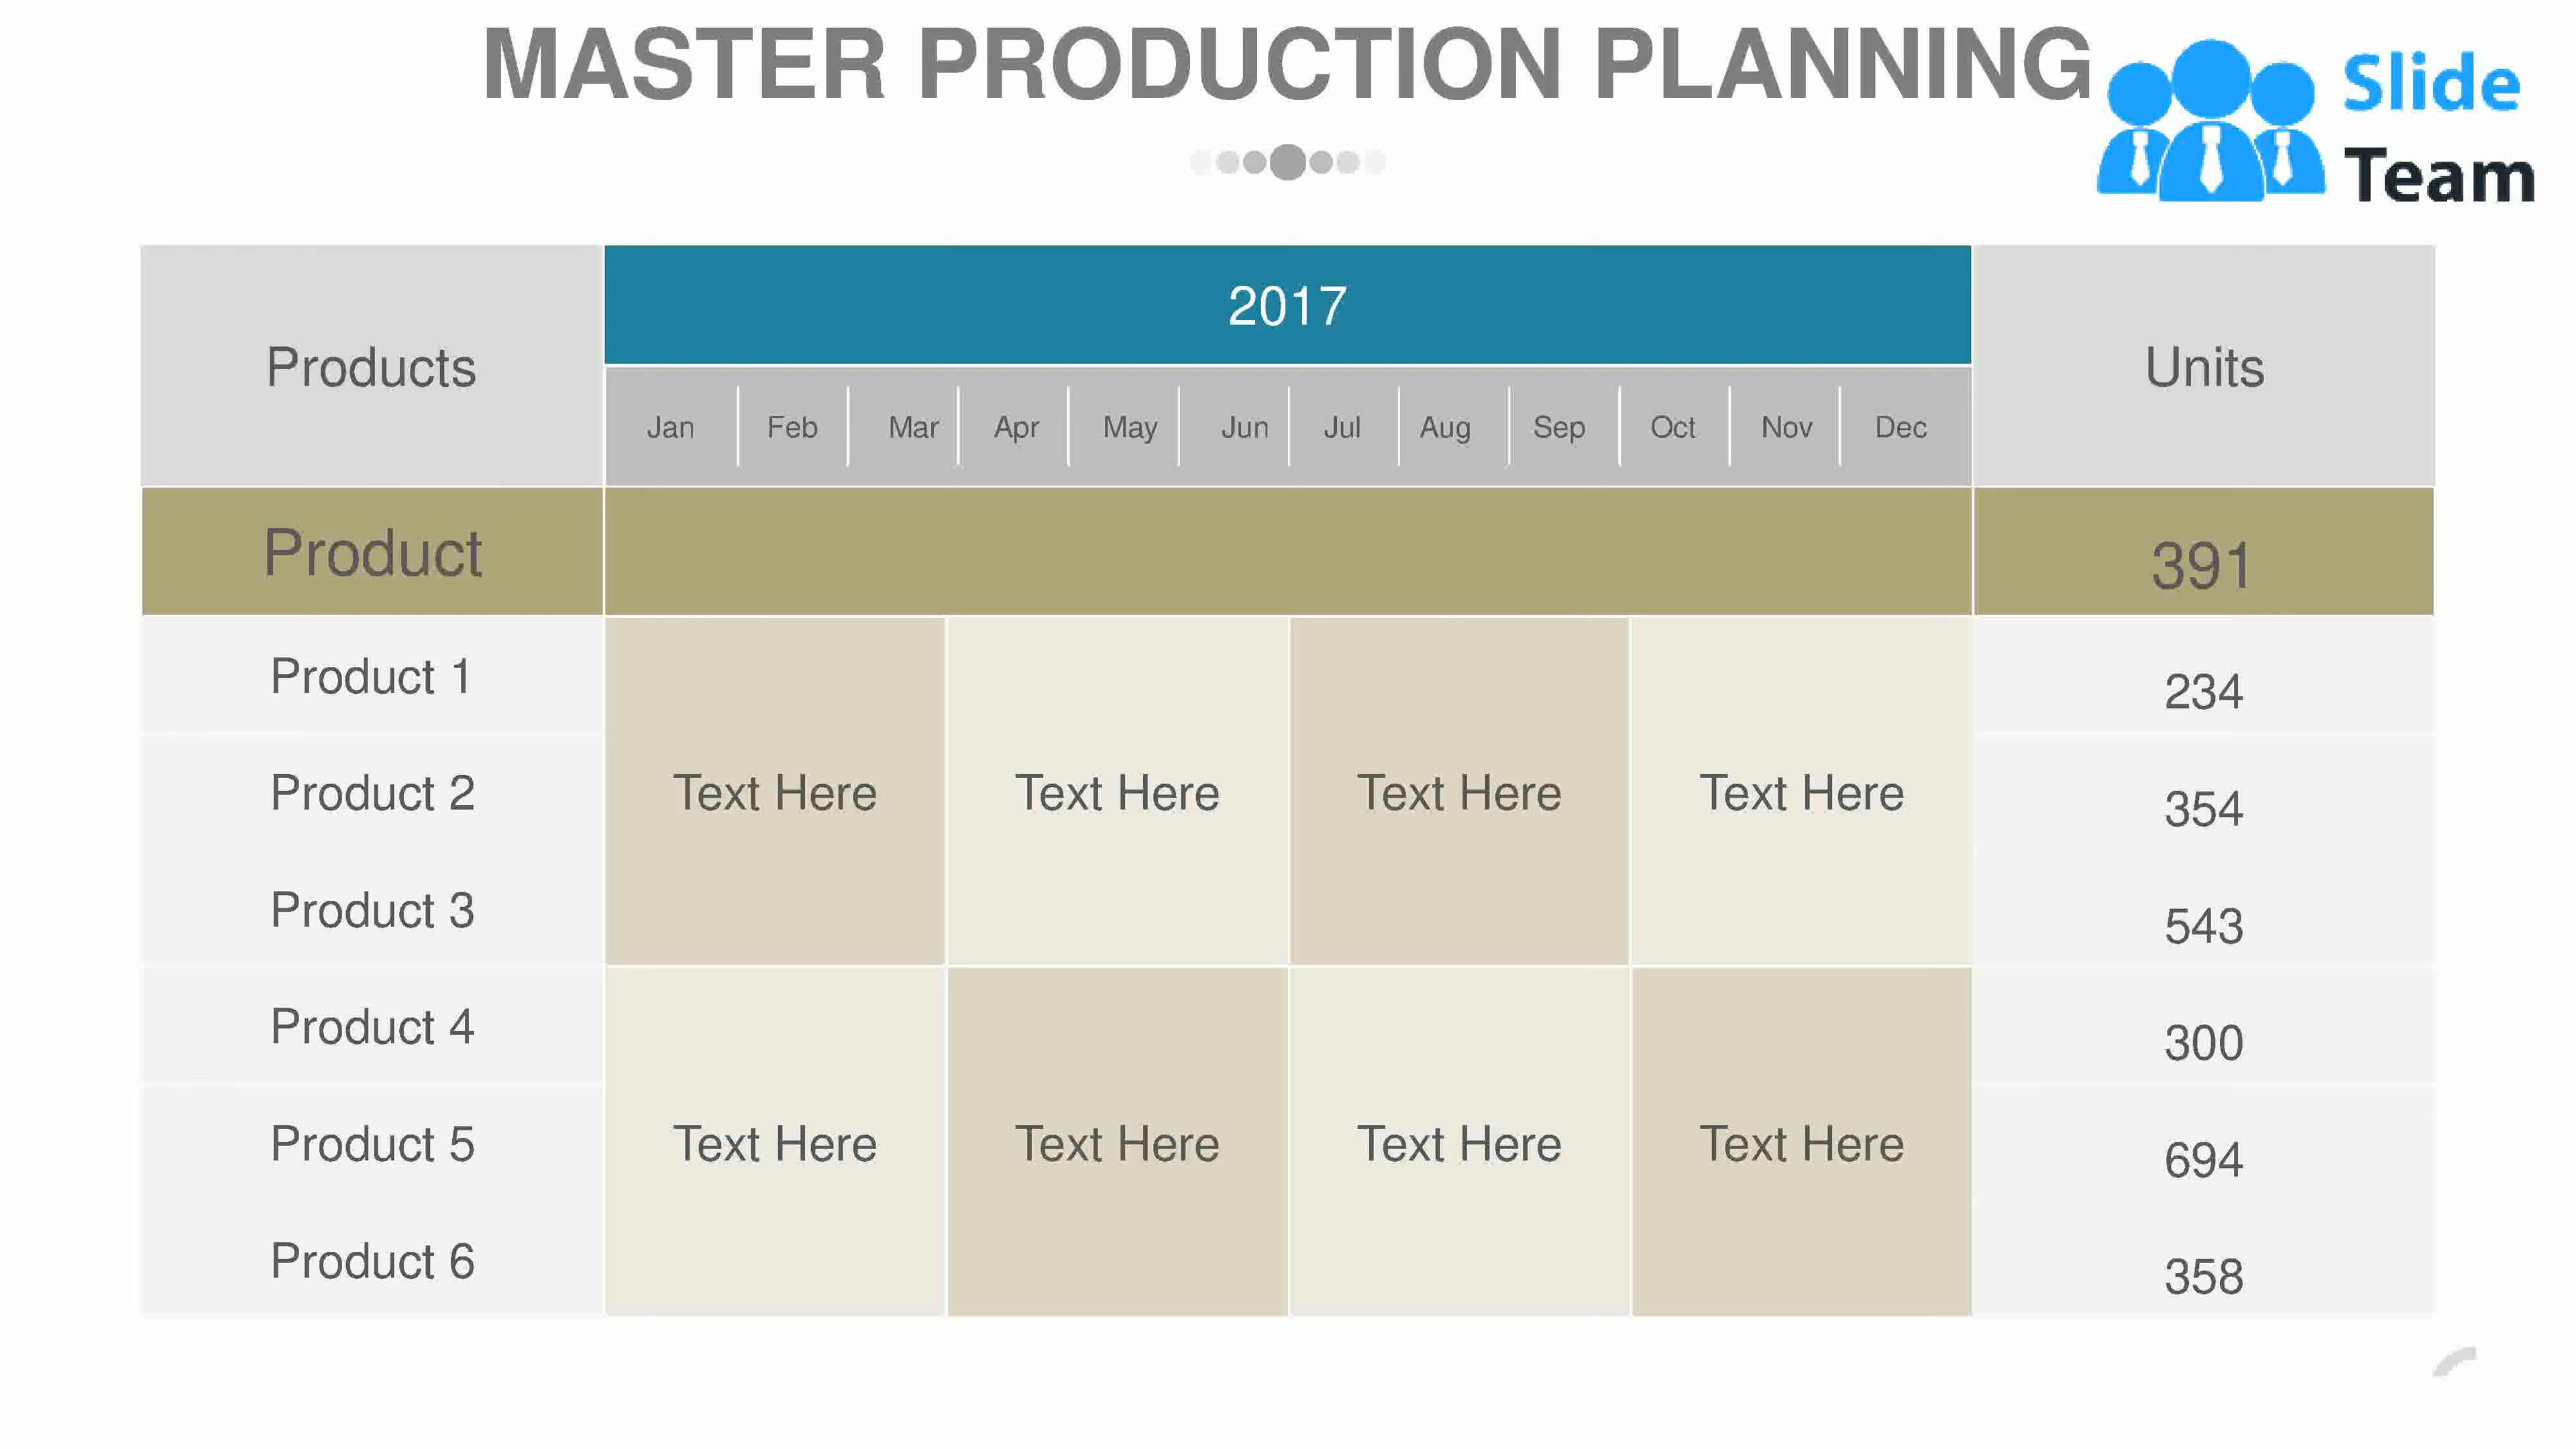 MASTER PRODUCTION PLANNING
Slide
Team
Products
2017
Units
Jan Feb Mar Apr May Jun Jul Aug Sep Oct Nov Dec
Product 391
Product 1 234
Product 2 Text Here Text Here Text Here Text Here 354
Product 3 543
Product 4 300
Product 5 Text Here Text Here Text Here Text Here 694
Product 6 358